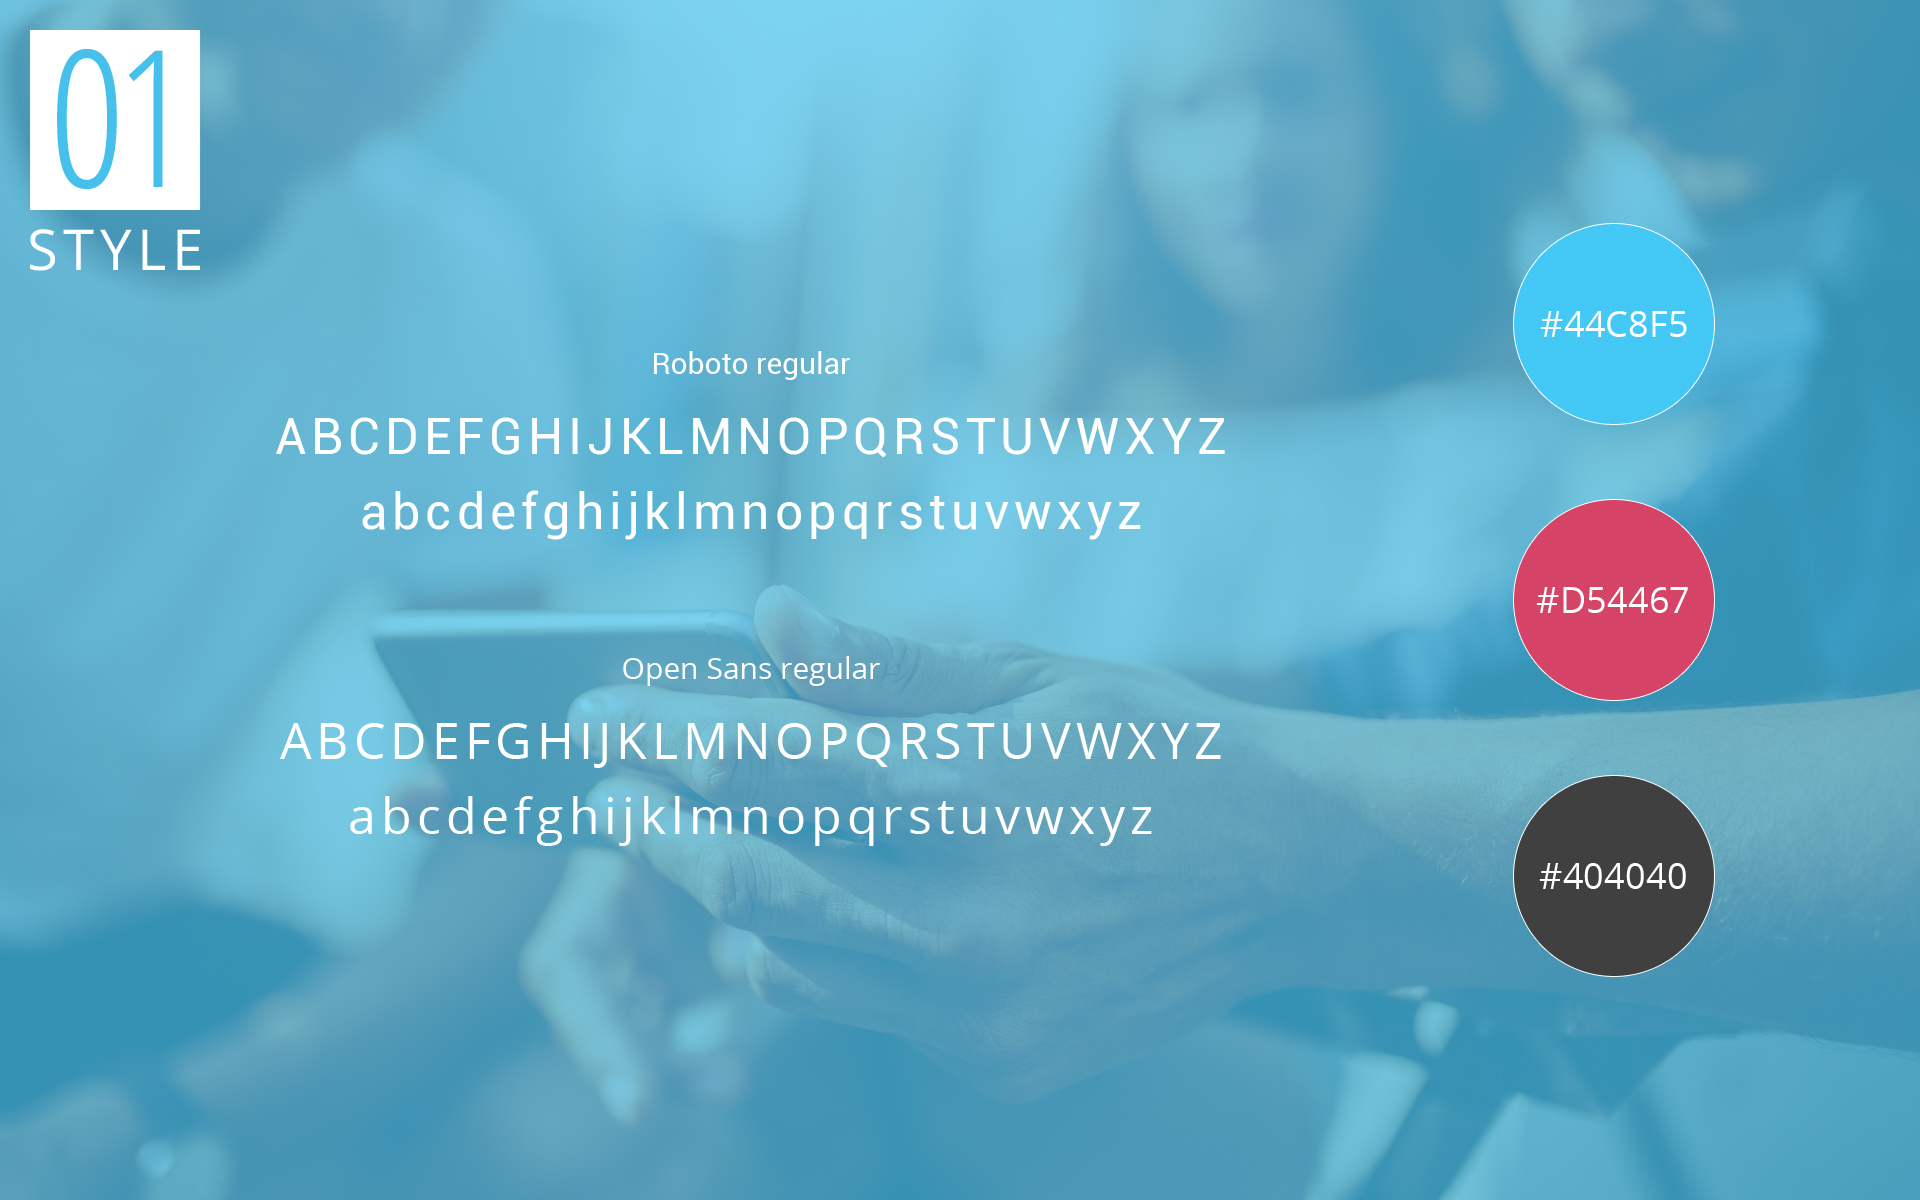 01
STYLE
Roboto regular
ABCDEFGHIJKLMNOPQRSTUVWXYZ
abcdefghijklmnopqrstuvwxyz
Open Sans regular
ABCDEFGHIJKLMNOPQRSTUVWXYZ
abcdefghijklmnopqrstuvwxyz
#44C8F5
#D54467
#404040